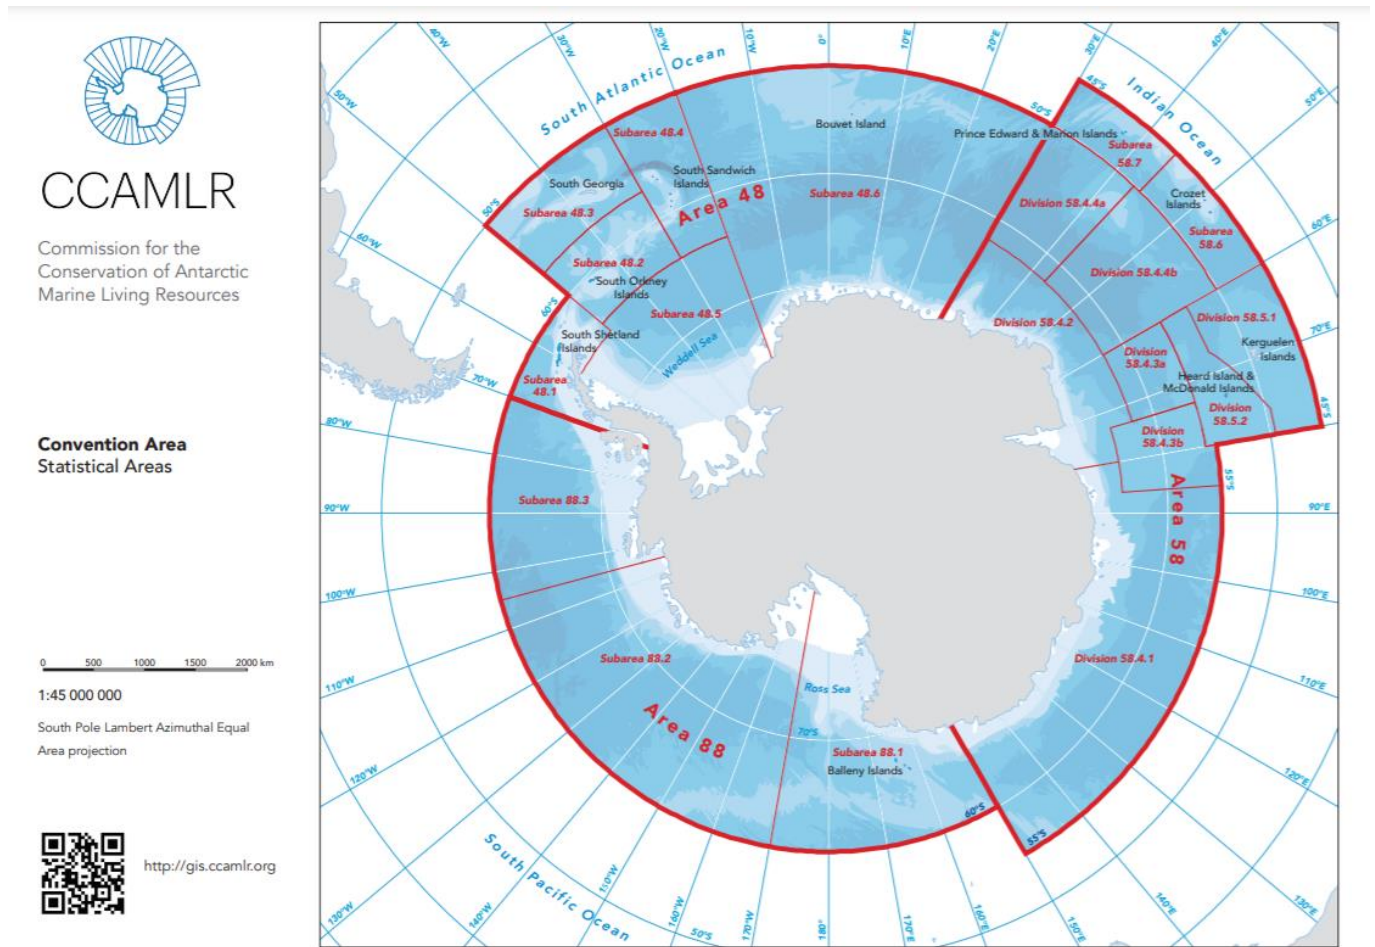 CCAMLR
Commission for the
Conservation of Antarctic
Marine Living Resources
Convention Area
Statistical Areas
0 500 1000 1500 2000 km
1:45 000 000
South Pole Lambert Azimuthal Equal
Area projection
http://gis.ccamlr.org
40°W
30°W
20°W
10°W
0°
10°E
20°E
30°E
40°E
50°E
50°W
South Atlantic Ocean
Indian Ocean
45°S
50°S
Subarea 48.4
Bouvet Island
Prince Edward & Marion Islands
Subarea
58.7
South Georgia
South Sandwich
Islands
Area 48
Subarea 48.6
Division 58.4.4a
Crozet
Islands
50°S
Subarea 48.3
Subarea
58.6
60°E
60°W
Subarea 48.2
South Orkney
Islands
Division 58.4.4b
60°S
Subarea 48.5
Division 58.4.2
Division 58.5.1
70°E
South Shetland
Islands
Weddell Sea
Division
58.4.3a
Kerguelen
Islands
70°W
Subarea
48.1
Heard Island &
McDonald Islands
Division
58.5.2
45°S
80°W
Division
58.4.3b
55°S
Subarea 88.3
Area 58
90°W
90°E
100°W
100°E
Subarea 88.2
Division 58.4.1
110°W
110°E
Ross Sea
Area 88
70°S
Subarea 88.1
Balleny Islands
120°W
120°E
60°S
55°S
South Pacific Ocean
130°W
140°W
150°W
160°W
50°S
170°W
180°
170°E
160°E
150°E
140°E
130°E